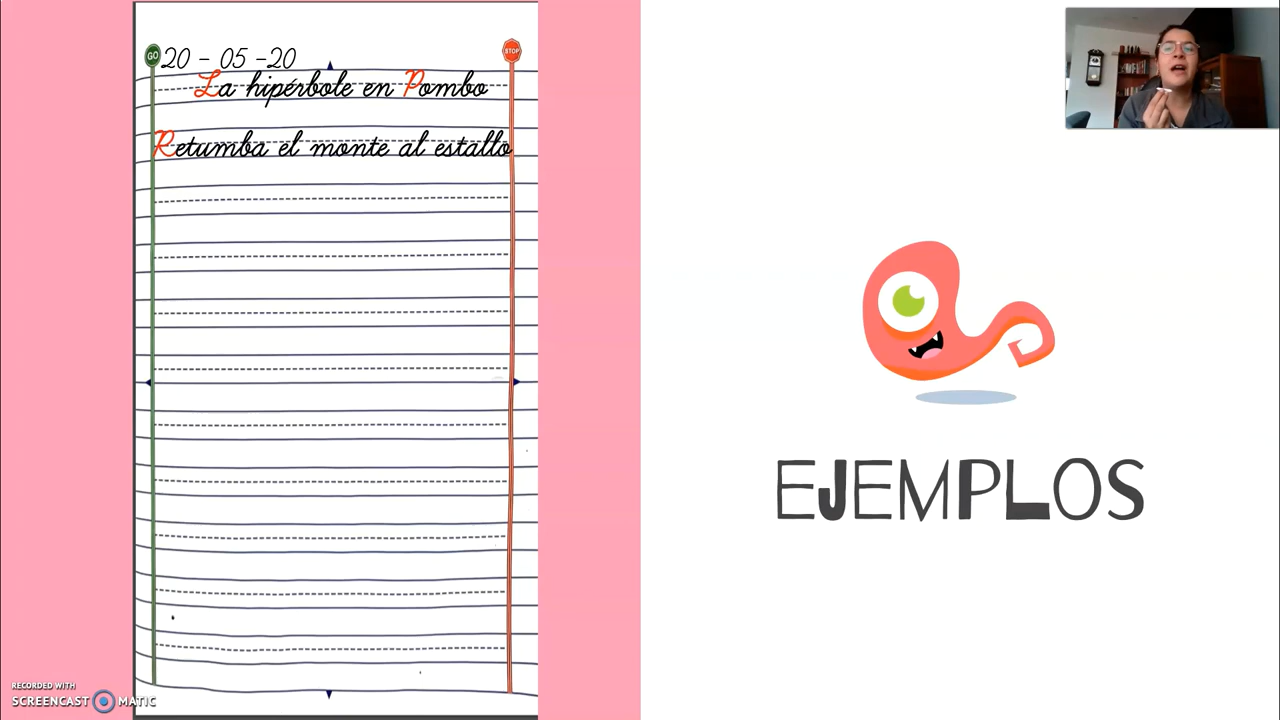 GO
20 - 05 -20
STOP
La hipérbole en Pombo
Retumba el monte al estallo
EJEMPLOS
RECORDED WITH
SCREENCAST MATIC